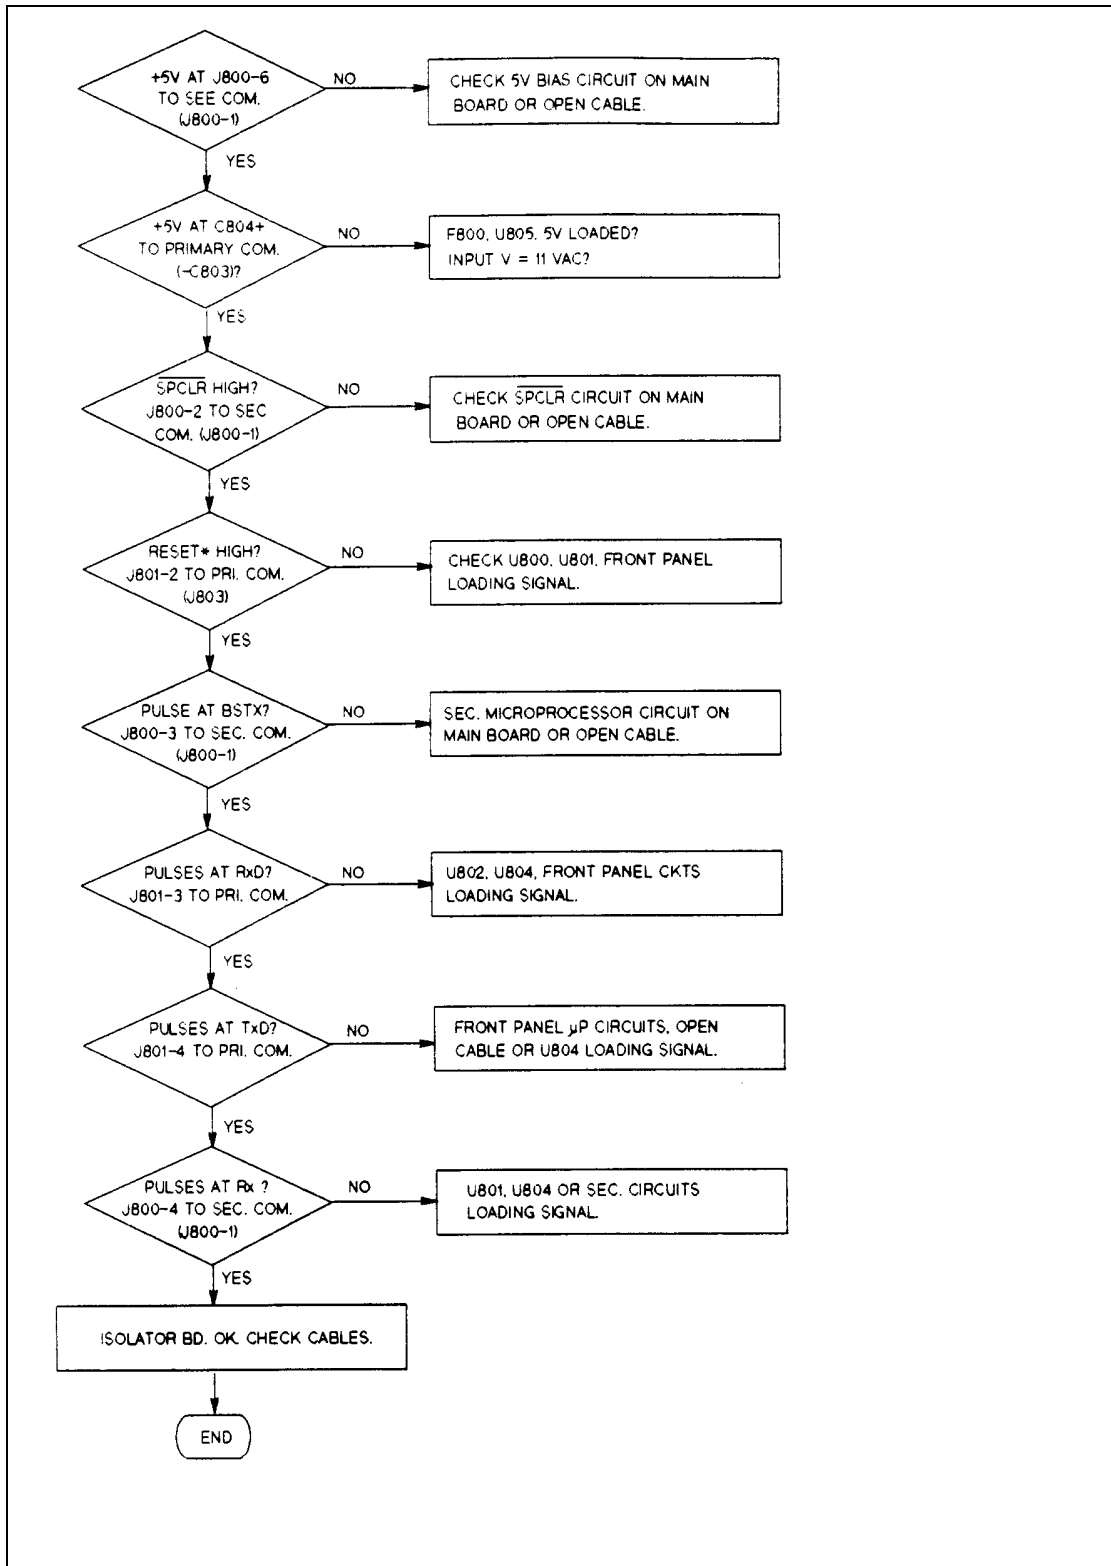 +5V AT J800-6
TO SEE COM.
(J800-1)
NO
CHECK 5V BIAS CIRCUIT ON MAIN
BOARD OR OPEN CABLE.
YES
+5V AT C804+
TO PRIMARY COM.
(-C803)?
NO
F800, U805, 5V LOADED?
INPUT V = 11 VAC?
YES
S̅P̅C̅L̅R̅ HIGH?
J800-2 TO SEC
COM. (J800-1)
NO
CHECK S̅P̅C̅L̅R̅ CIRCUIT ON MAIN
BOARD OR OPEN CABLE.
YES
RESET* HIGH?
J801-2 TO PRI. COM.
(J803)
NO
CHECK U800, U801, FRONT PANEL
LOADING SIGNAL.
YES
PULSE AT BSTX?
J800-3 TO SEC. COM.
(J800-1)
NO
SEC. MICROPROCESSOR CIRCUIT ON
MAIN BOARD OR OPEN CABLE.
YES
PULSES AT RxD?
J801-3 TO PRI. COM.
NO
U802, U804, FRONT PANEL CKTS
LOADING SIGNAL.
YES
PULSES AT TxD?
J801-4 TO PRI. COM.
NO
FRONT PANEL µP CIRCUITS, OPEN
CABLE OR U804 LOADING SIGNAL.
YES
PULSES AT Rx ?
J800-4 TO SEC. COM.
(J800-1)
NO
U801, U804 OR SEC. CIRCUITS
LOADING SIGNAL.
YES
ISOLATOR BD. OK. CHECK CABLES.
END